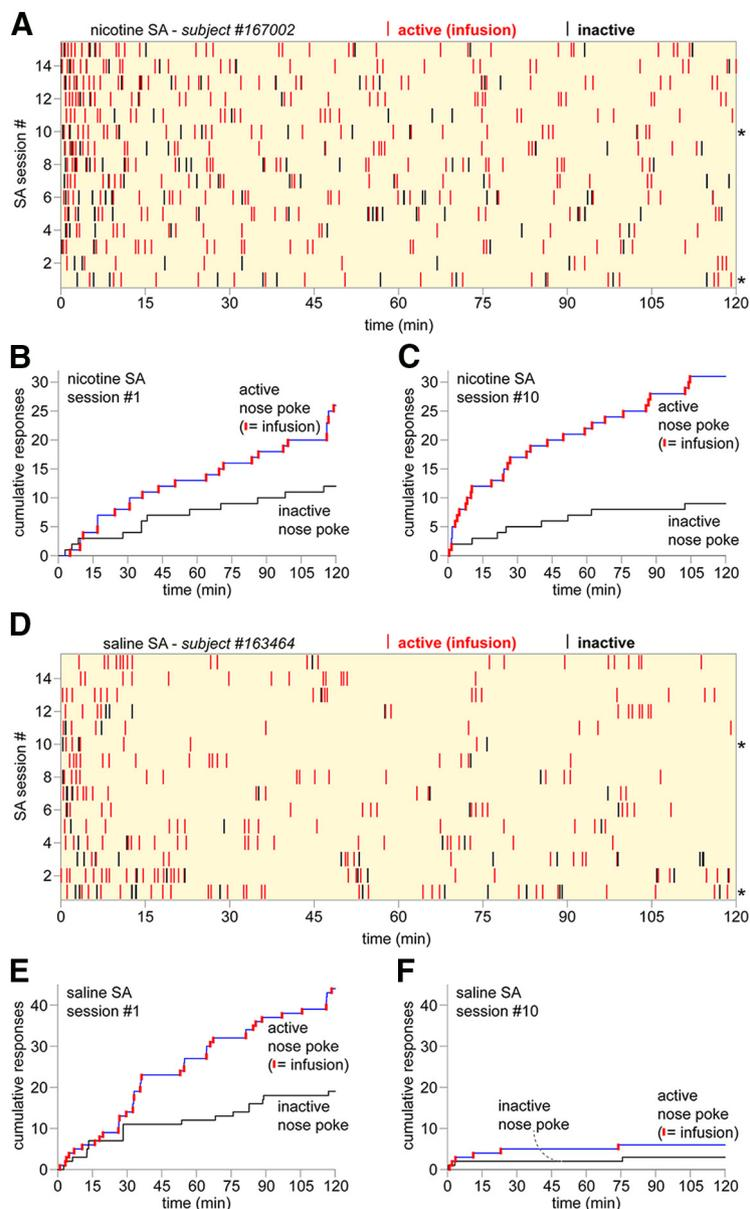 A
nicotine SA - subject #167002 | active (infusion) | inactive
SA session #
14
12
10
8
6
4
2
*
*
0 15 30 45 60 75 90 105 120
time (min)
B
nicotine SA
session #1
cumulative responses
30
25
20
15
10
5
0
active
nose poke
(= infusion)
inactive
nose poke
0 15 30 45 60 75 90 105 120
time (min)
C
nicotine SA
session #10
cumulative responses
30
25
20
15
10
5
0
active
nose poke
(= infusion)
inactive
nose poke
0 15 30 45 60 75 90 105 120
time (min)
D
saline SA - subject #163464 | active (infusion) | inactive
SA session #
14
12
10
8
6
4
2
*
*
0 15 30 45 60 75 90 105 120
time (min)
E
saline SA
session #1
cumulative responses
40
30
20
10
0
active
nose poke
(= infusion)
inactive
nose poke
0 15 30 45 60 75 90 105 120
time (min)
F
saline SA
session #10
cumulative responses
40
30
20
10
0
inactive
nose poke
active
nose poke
(= infusion)
0 15 30 45 60 75 90 105 120
time (min)